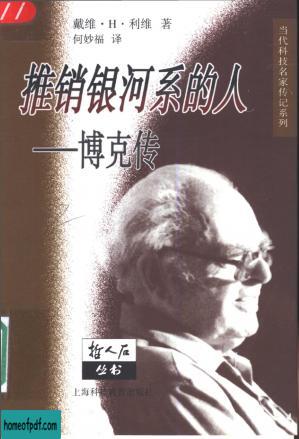 11
戴维·H·利维 著
何妙福 译
当代科技名家传记系列
推销银河系的人
——博克传
哲人石
丛书
上海科技教育出版社
homeofpdf.com